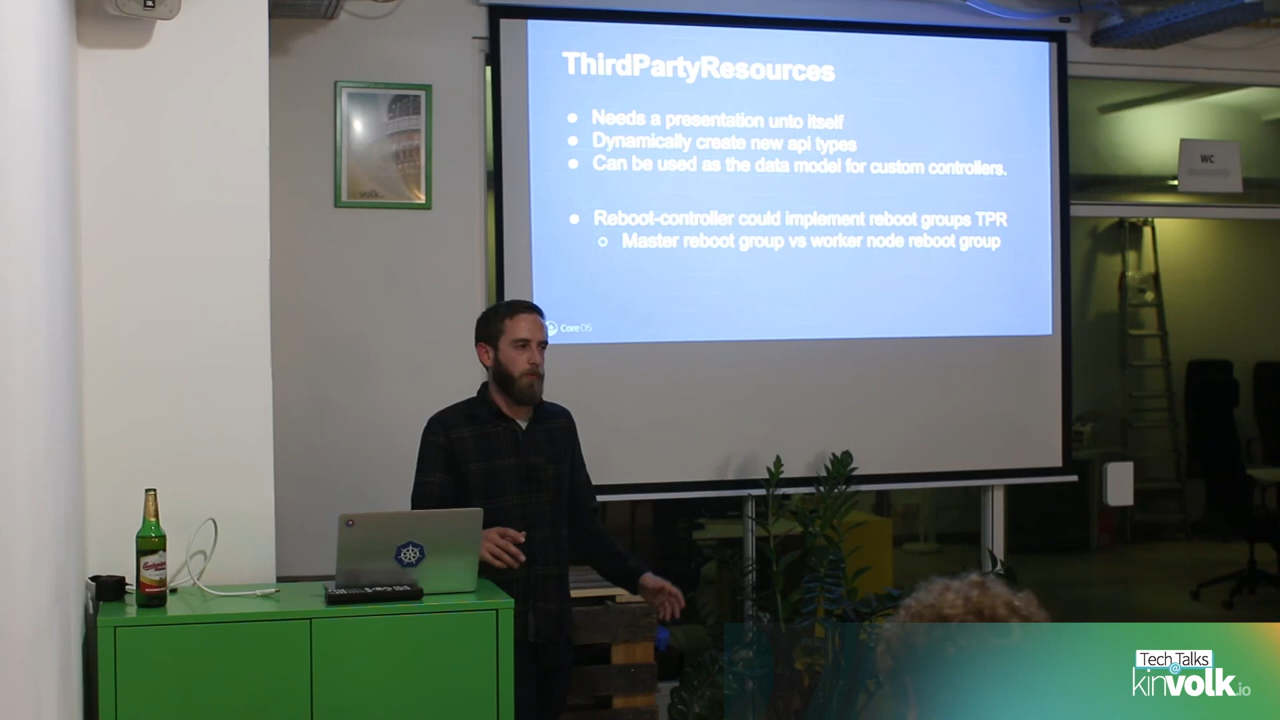 ThirdPartyResources
● Needs a presentation unto itself
● Dynamically create new api types
● Can be used as the data model for custom controllers.
● Reboot-controller could implement reboot groups TPR
○ Master reboot group vs worker node reboot group
CoreOS
WC
volk
JBL
Tech Talks
@
kinvolk.io